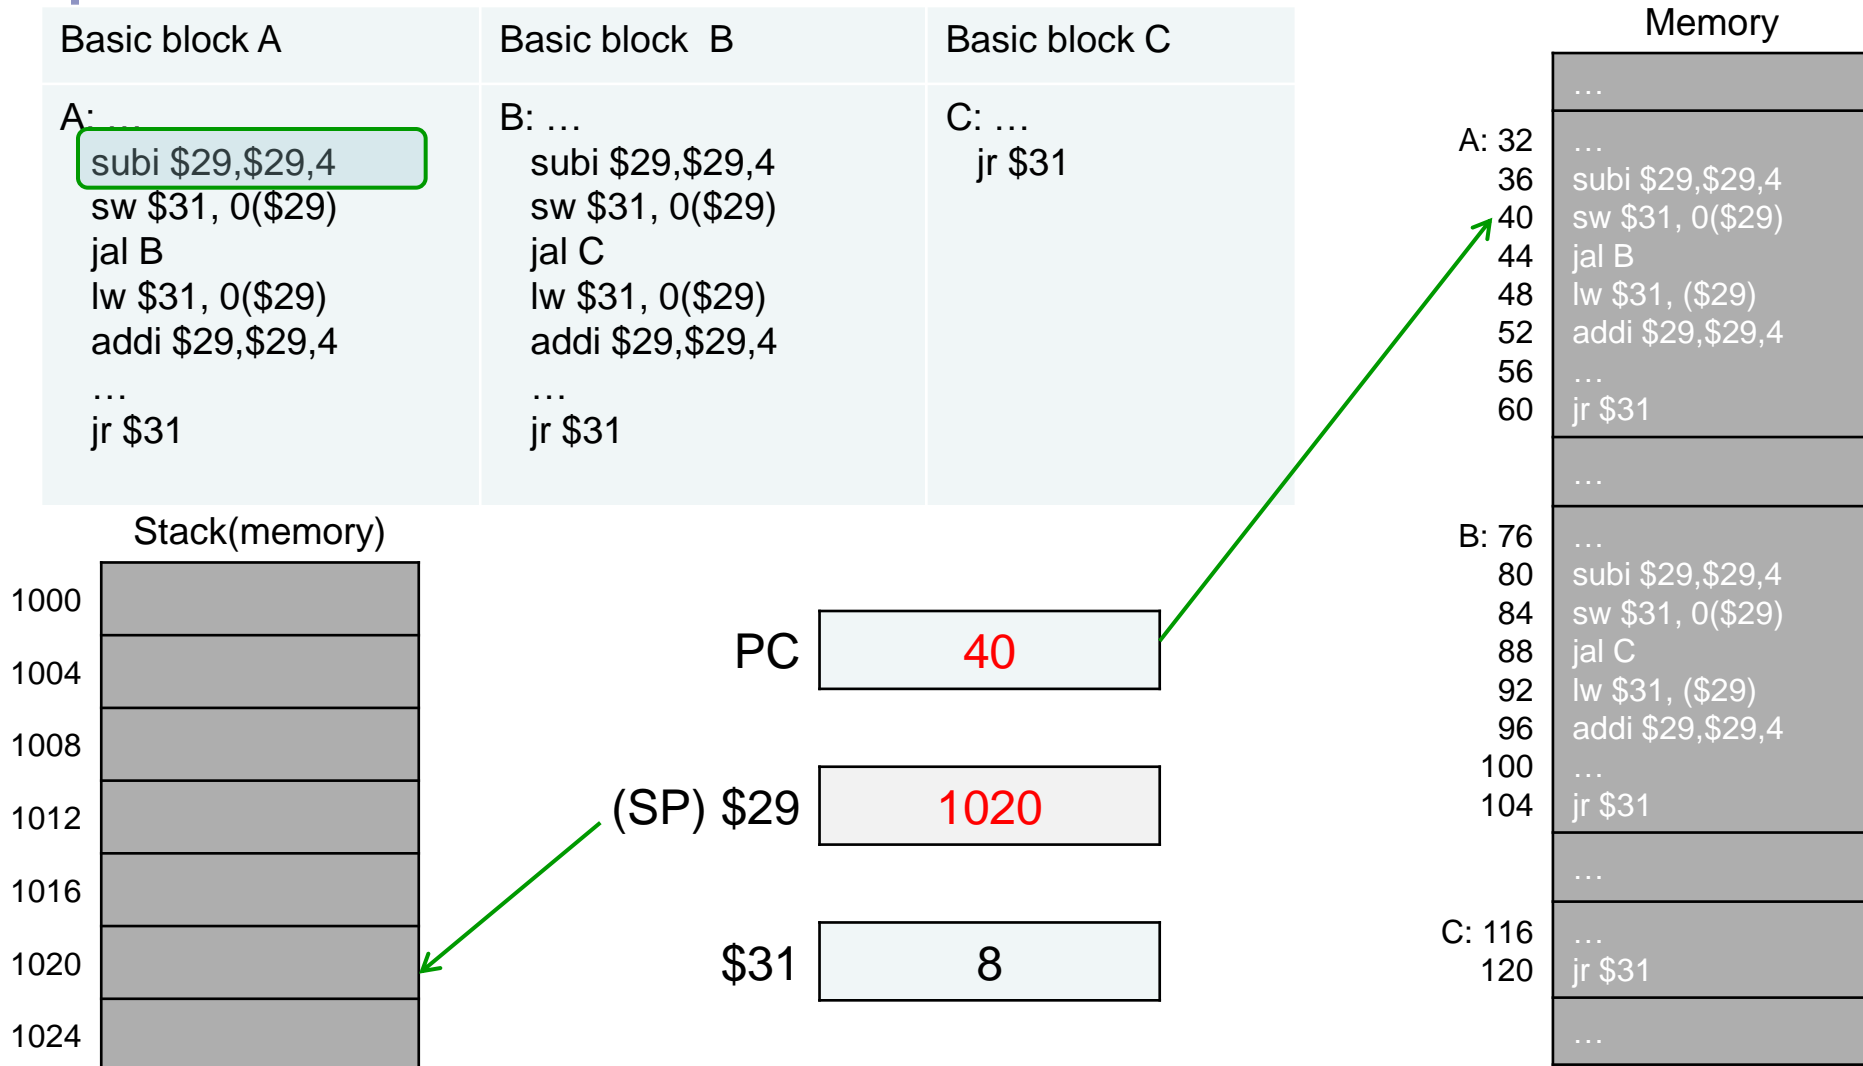 Basic block A
Basic block  B
Basic block C
A: …
subi $29,$29,4
sw $31, 0($29)
jal B
lw $31, 0($29)
addi $29,$29,4
…
jr $31
B: …
subi $29,$29,4
sw $31, 0($29)
jal C
lw $31, 0($29)
addi $29,$29,4
…
jr $31
C: …
jr $31
Stack(memory)
1000
1004
1008
1012
1016
1020
1024
PC 40
(SP) $29 1020
$31 8
Memory
…
A: 32 …
36 subi $29,$29,4
40 sw $31, 0($29)
44 jal B
48 lw $31, ($29)
52 addi $29,$29,4
56 …
60 jr $31
…
B: 76 …
80 subi $29,$29,4
84 sw $31, 0($29)
88 jal C
92 lw $31, ($29)
96 addi $29,$29,4
100 …
104 jr $31
…
C: 116 …
120 jr $31
…